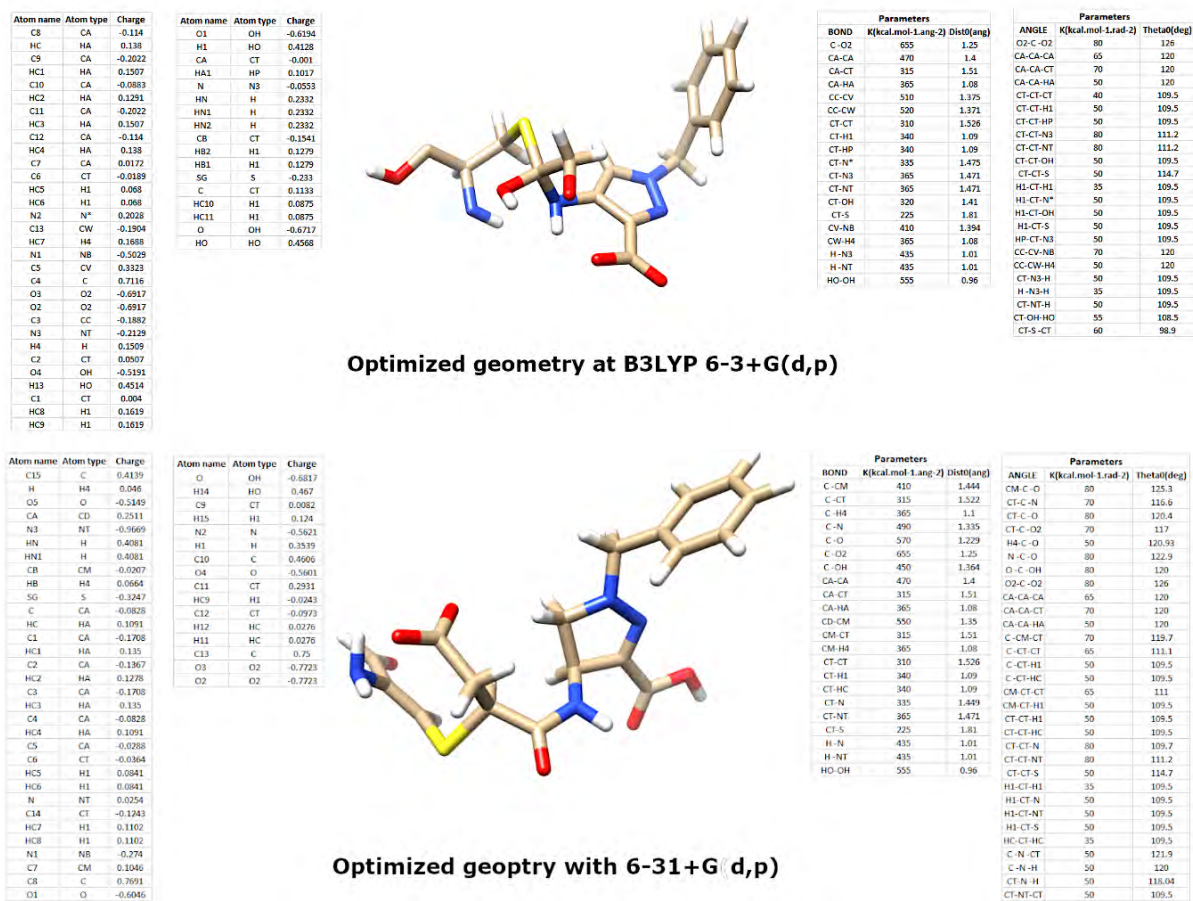 Atom name Atom type Charge
C8 CA -0.114
HC HA 0.138
C9 CA -0.2022
HC1 HA 0.1507
C10 CA -0.0883
HC2 HA 0.1291
C11 CA -0.2022
HC3 HA 0.1507
C12 CA -0.114
HC4 HA 0.138
C7 CA 0.0172
C6 CT -0.0189
HC5 H1 0.068
HC6 H1 0.068
N2 N* 0.2028
C13 CW -0.1904
HC7 H4 0.1688
N1 NB -0.5029
C5 CV 0.3323
C4 C 0.7116
O3 O2 -0.6917
O2 O2 -0.6917
C3 CC -0.1882
N3 NT -0.2129
H4 H 0.1509
C2 CT 0.0507
O4 OH -0.5191
H13 HO 0.4514
C1 CT 0.004
HC8 H1 0.1619
HC9 H1 0.1619
Atom name Atom type Charge
O1 OH -0.6194
H1 HO 0.4128
CA CT -0.001
HA1 HP 0.1017
N N3 -0.0553
HN H 0.2332
HN1 H 0.2332
HN2 H 0.2332
CB CT -0.1541
HB2 H1 0.1279
HB1 H1 0.1279
SG S -0.233
C CT 0.1133
HC10 H1 0.0875
HC11 H1 0.0875
O OH -0.6717
HO HO 0.4568
Parameters
BOND K(kcal.mol-1.ang-2) Dist0(ang)
C -O2 655 1.25
CA-CA 470 1.4
CA-CT 315 1.51
CA-HA 365 1.08
CC-CV 510 1.375
CC-CW 520 1.371
CT-CT 310 1.526
CT-H1 340 1.09
CT-HP 340 1.09
CT-N* 335 1.475
CT-N3 365 1.471
CT-NT 365 1.471
CT-OH 320 1.41
CT-S 225 1.81
CV-NB 410 1.394
CW-H4 365 1.08
H -N3 435 1.01
H -NT 435 1.01
HO-OH 555 0.96
Parameters
ANGLE K(kcal.mol-1.rad-2) Theta0(deg)
O2-C -O2 80 126
CA-CA-CA 65 120
CA-CA-CT 70 120
CA-CA-HA 50 120
CT-CT-CT 40 109.5
CT-CT-H1 50 109.5
CT-CT-HP 50 109.5
CT-CT-N3 80 111.2
CT-CT-NT 80 111.2
CT-CT-OH 50 109.5
CT-CT-S 50 114.7
H1-CT-H1 35 109.5
H1-CT-N* 50 109.5
H1-CT-OH 50 109.5
H1-CT-S 50 109.5
HP-CT-N3 50 109.5
CC-CV-NB 70 120
CC-CW-H4 50 120
CT-N3-H 50 109.5
H -N3-H 35 109.5
CT-NT-H 50 109.5
CT-OH-HO 55 108.5
CT-S -CT 60 98.9
Optimized geometry at B3LYP 6-3+G(d,p)
Atom name Atom type Charge
C15 C 0.4139
H H4 0.046
O5 O -0.5149
CA CD 0.2511
N3 NT -0.9669
HN H 0.4081
HN1 H 0.4081
CB CM -0.0207
HB H4 0.0664
SG S -0.3247
C CA -0.0828
HC HA 0.1091
C1 CA -0.1708
HC1 HA 0.135
C2 CA -0.1367
HC2 HA 0.1278
C3 CA -0.1708
HC3 HA 0.135
C4 CA -0.0828
HC4 HA 0.1091
C5 CA -0.0288
C6 CT -0.0364
HC5 H1 0.0841
HC6 H1 0.0841
N NT 0.0254
C14 CT -0.1243
HC7 H1 0.1102
HC8 H1 0.1102
N1 NB -0.274
C7 CM 0.1046
C8 C 0.7691
O1 O -0.6046
Atom name Atom type Charge
O OH -0.6817
H14 HO 0.467
C9 CT 0.0082
H15 H1 0.124
N2 N -0.5621
H1 H 0.3539
C10 C 0.4606
O4 O -0.5601
C11 CT 0.2931
HC9 H1 -0.0243
C12 CT -0.0973
H12 HC 0.0276
H11 HC 0.0276
C13 C 0.75
O3 O2 -0.7723
O2 O2 -0.7723
Parameters
BOND K(kcal.mol-1.ang-2) Dist0(ang)
C -CM 410 1.444
C -CT 315 1.522
C -H4 365 1.1
C -N 490 1.335
C -O 570 1.229
C -O2 655 1.25
C -OH 450 1.364
CA-CA 470 1.4
CA-CT 315 1.51
CA-HA 365 1.08
CD-CM 550 1.35
CM-CT 315 1.51
CM-H4 365 1.08
CT-CT 310 1.526
CT-H1 340 1.09
CT-HC 340 1.09
CT-N 335 1.449
CT-NT 365 1.471
CT-S 225 1.81
H -N 435 1.01
H -NT 435 1.01
HO-OH 555 0.96
Parameters
ANGLE K(kcal.mol-1.rad-2) Theta0(deg)
CM-C -O 80 125.3
CT-C -N 70 116.6
CT-C -O 80 120.4
CT-C -O2 70 117
H4-C -O 50 120.93
N -C -O 80 122.9
O -C -OH 80 120
O2-C -O2 80 126
CA-CA-CA 65 120
CA-CA-CT 70 120
CA-CA-HA 50 120
C -CM-CT 70 119.7
C -CT-CT 65 111.1
C -CT-H1 50 109.5
C -CT-HC 50 109.5
CM-CT-CT 65 111
CM-CT-H1 50 109.5
CT-CT-H1 50 109.5
CT-CT-HC 50 109.5
CT-CT-N 80 109.7
CT-CT-NT 80 111.2
CT-CT-S 50 114.7
H1-CT-H1 35 109.5
H1-CT-N 50 109.5
H1-CT-NT 50 109.5
H1-CT-S 50 109.5
HC-CT-HC 35 109.5
C -N -CT 50 121.9
C -N -H 50 120
CT-N -H 50 118.04
CT-NT-CT 50 109.5
Optimized geoptry with 6-31+G(d,p)